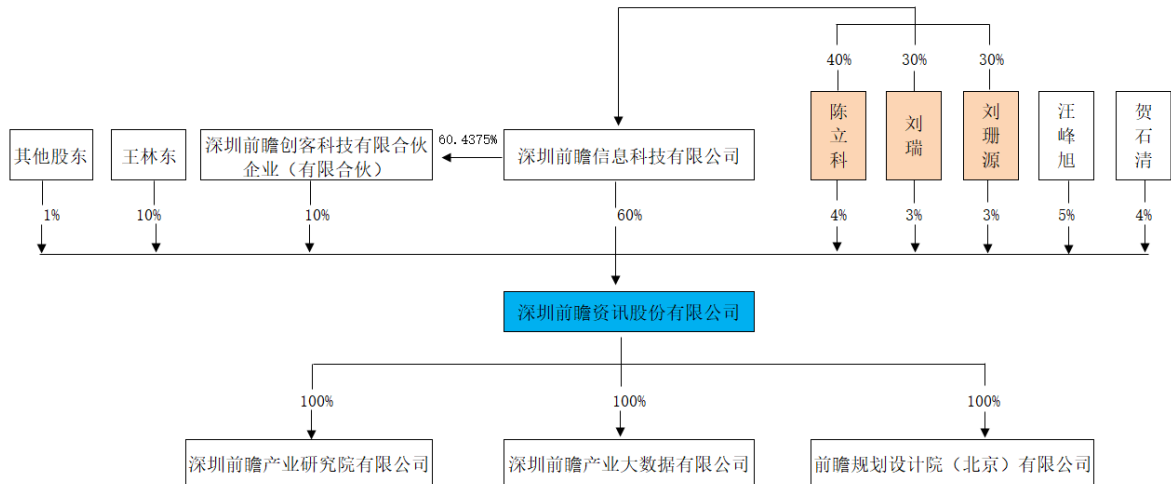 40%
30%
30%
其他股东
王林东
深圳前瞻创客科技有限合伙
企业（有限合伙）
60.4375%
深圳前瞻信息科技有限公司
陈立科
刘瑞
刘珊源
汪峰旭
贺石清
1%
10%
10%
60%
4%
3%
3%
5%
4%
深圳前瞻资讯股份有限公司
100%
100%
100%
深圳前瞻产业研究院有限公司
深圳前瞻产业大数据有限公司
前瞻规划设计院（北京）有限公司